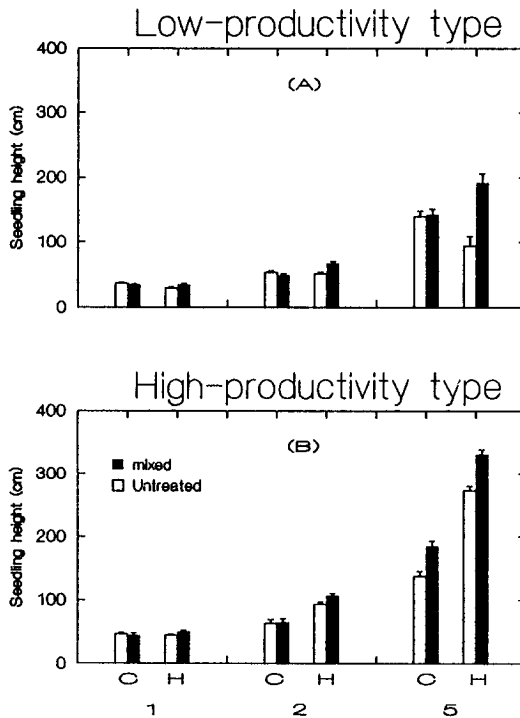 Low-productivity type
400
(A)
300
200
100
0
Seedling height (cm)
High-productivity type
400
(B)
mixed
300
Untreated
200
100
0
Seedling height (cm)
C H C H C H
1 2 5